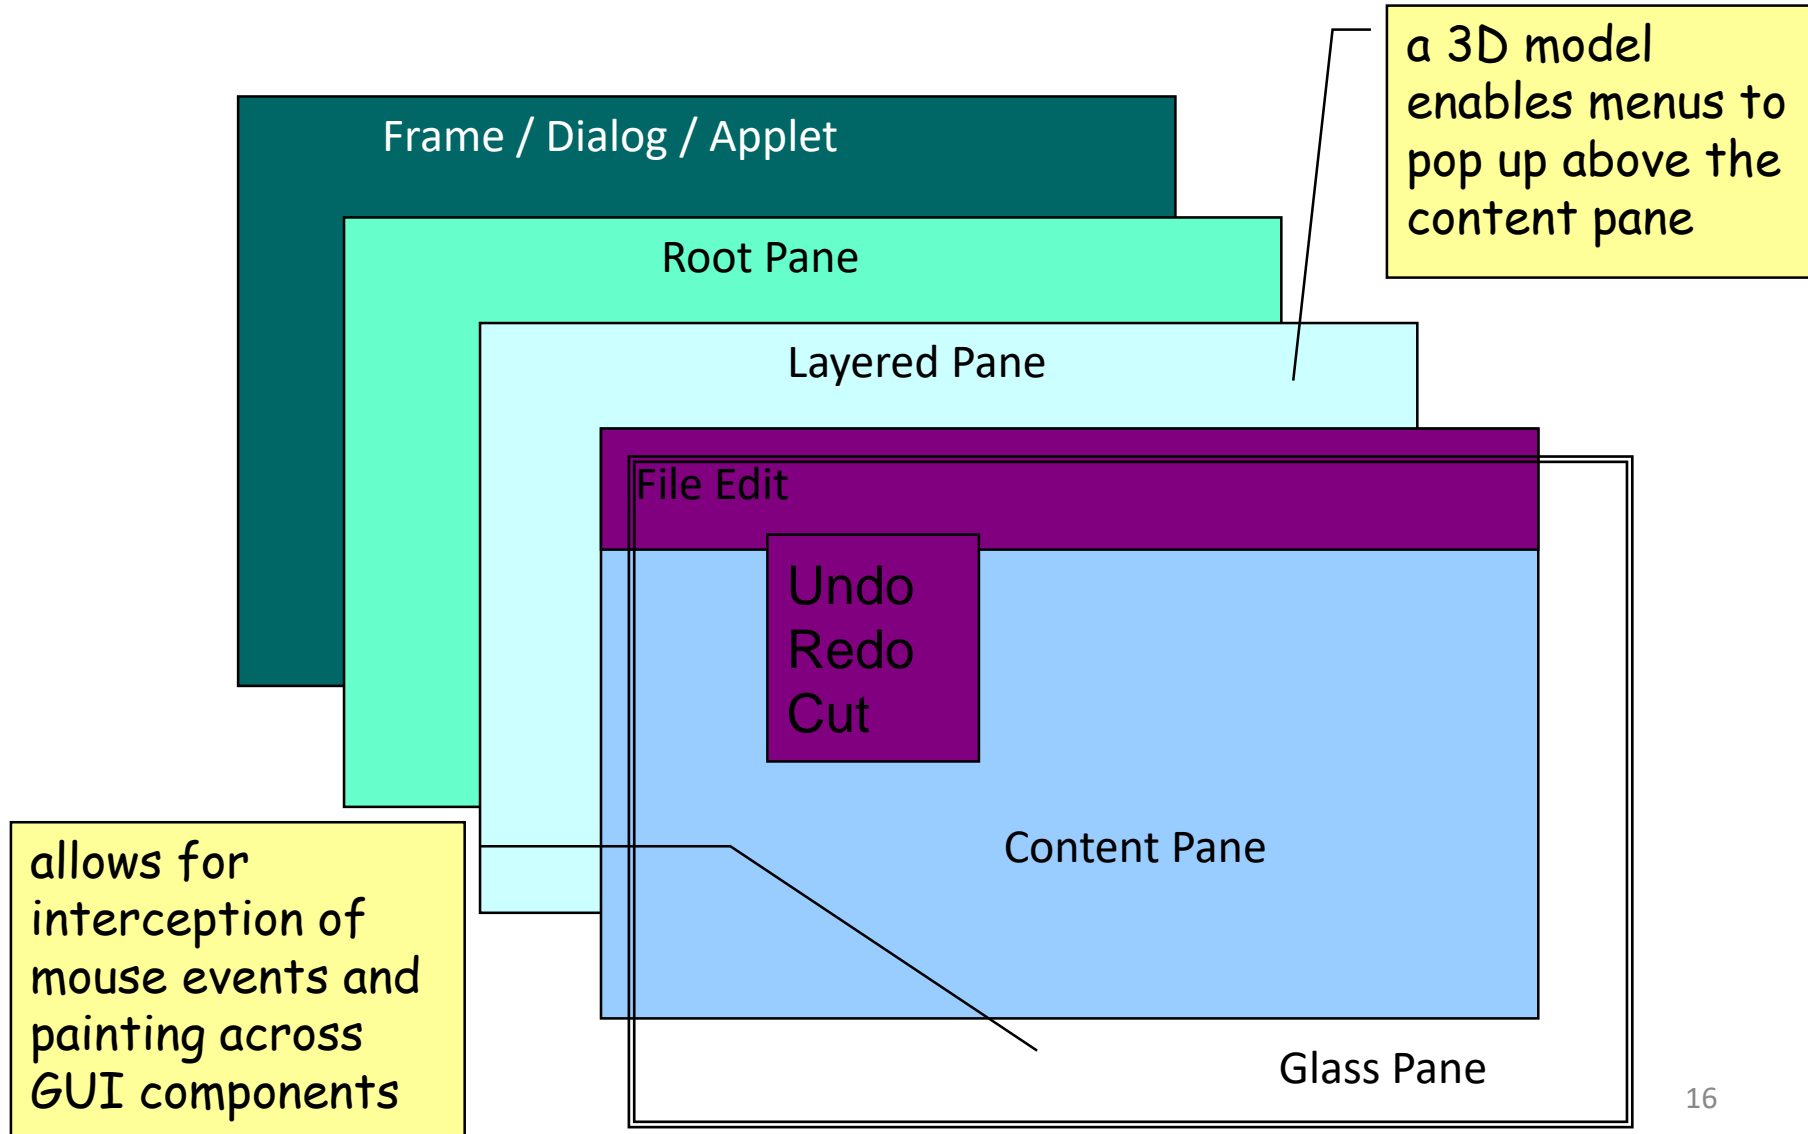 a 3D model
enables menus to
pop up above the
content pane
Frame / Dialog / Applet
Root Pane
Layered Pane
File Edit
Undo
Redo
Cut
Content Pane
allows for
interception of
mouse events and
painting across
GUI components
Glass Pane
16